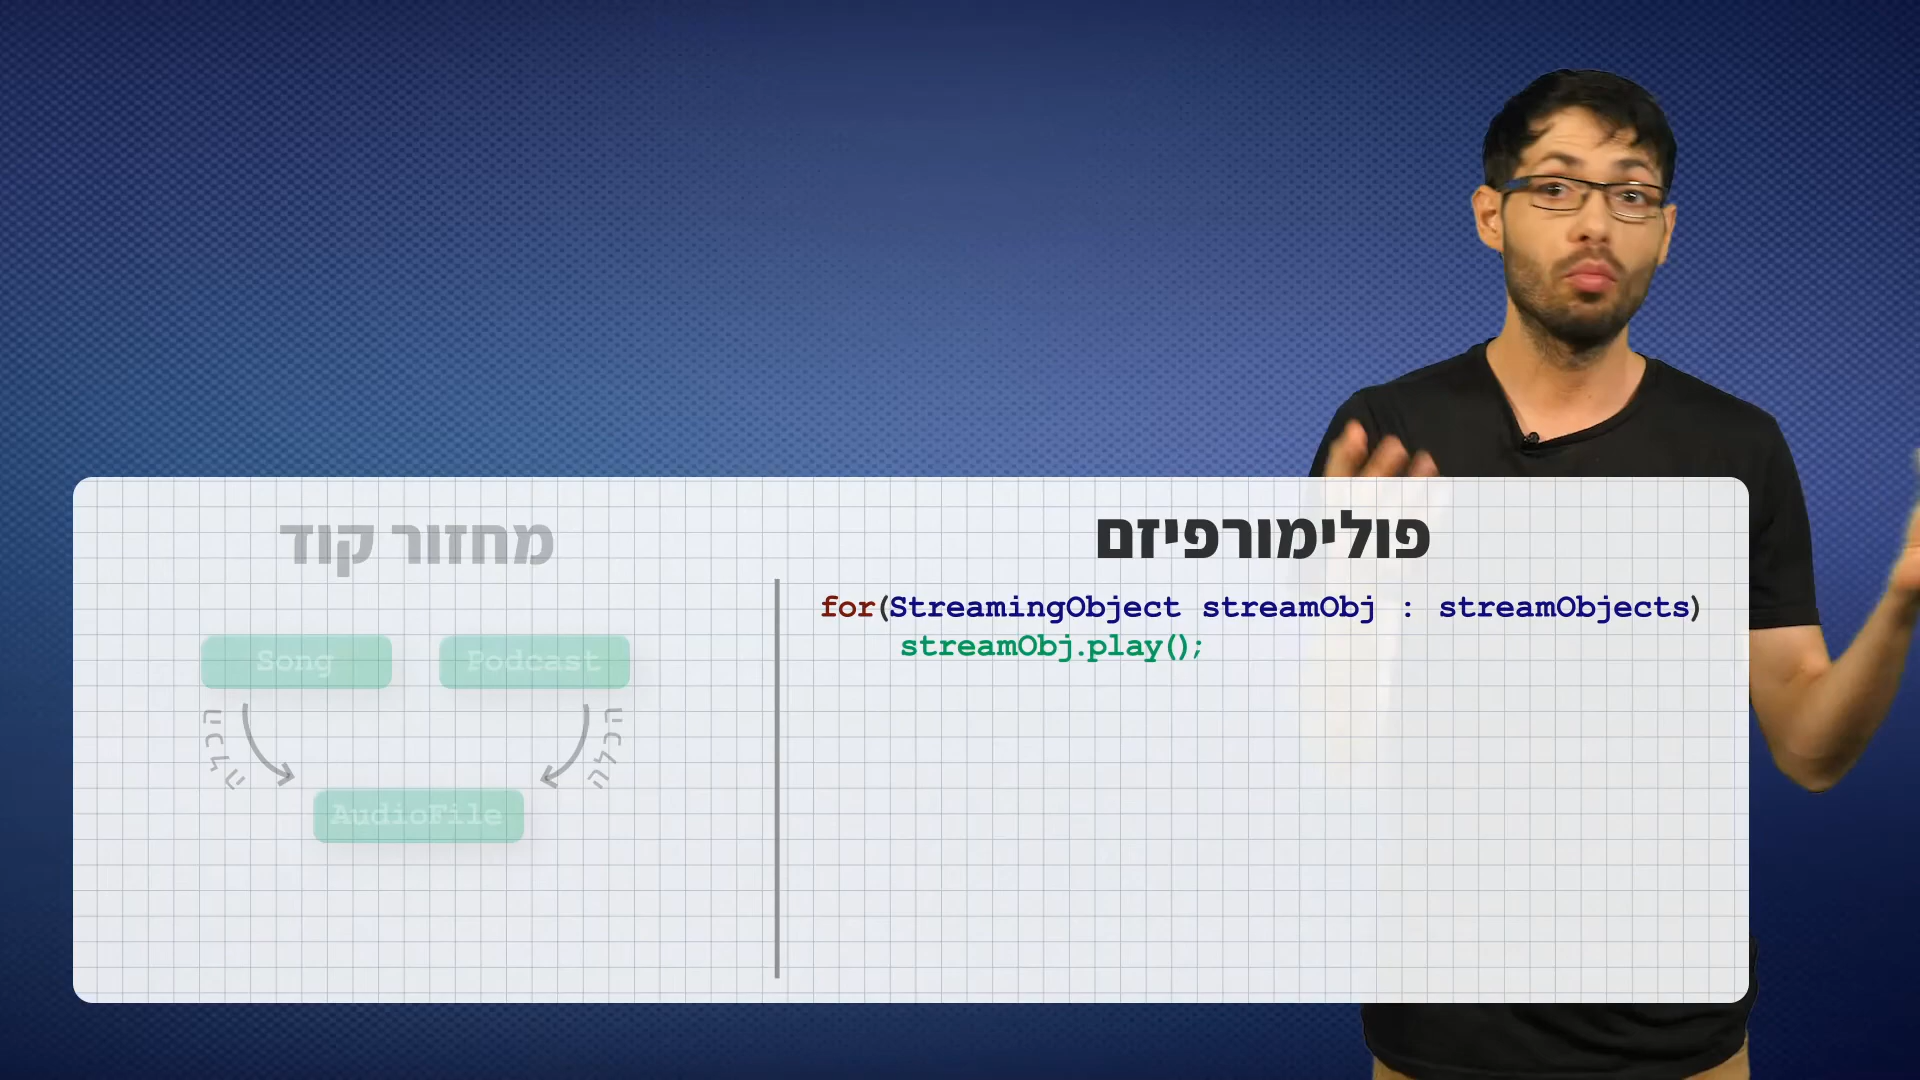 מחזור קוד
Song
Podcast
הכלה
הכלה
AudioFile
פולימורפיזם
for(StreamingObject streamObj : streamObjects)
streamObj.play();